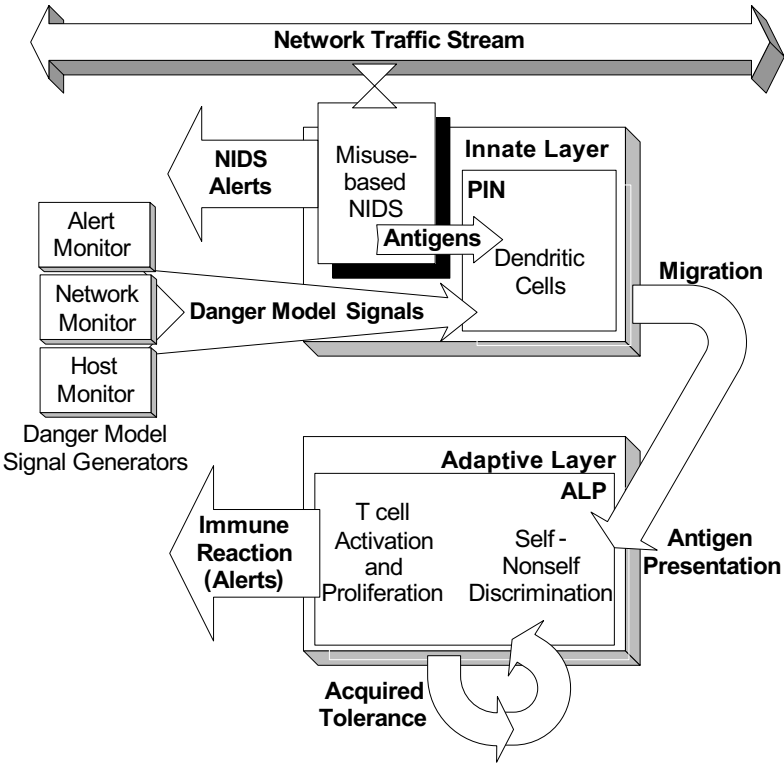 Network Traffic Stream
NIDS
Alerts
Misuse-
based
NIDS
Innate Layer
PIN
Antigens
Dendritic
Cells
Alert
Monitor
Network
Monitor
Host
Monitor
Danger Model Signals
Danger Model
Signal Generators
Migration
Adaptive Layer
ALP
Immune
Reaction
(Alerts)
T cell
Activation
and
Proliferation
Self -
Nonself
Discrimination
Antigen
Presentation
Acquired
Tolerance